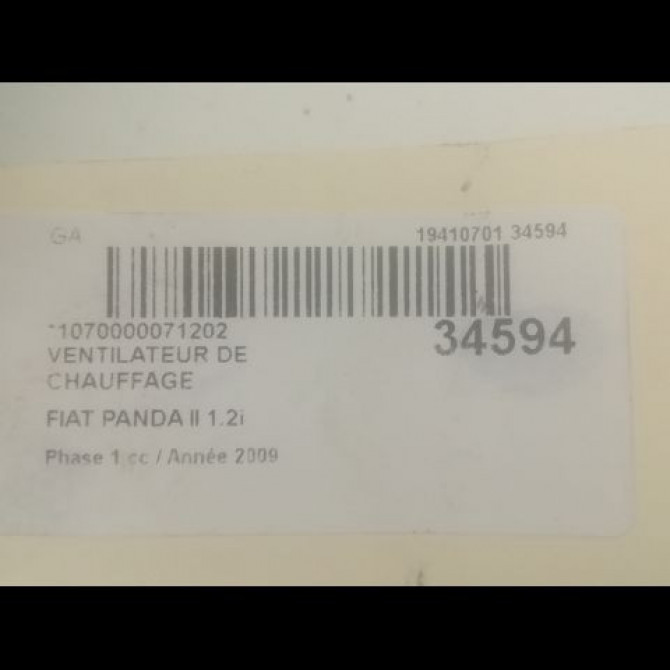 GA
19410701 34594
*1070000071202
34594
VENTILATEUR DE
CHAUFFAGE
FIAT PANDA II 1.2i
Phase 1 cc / Année 2009